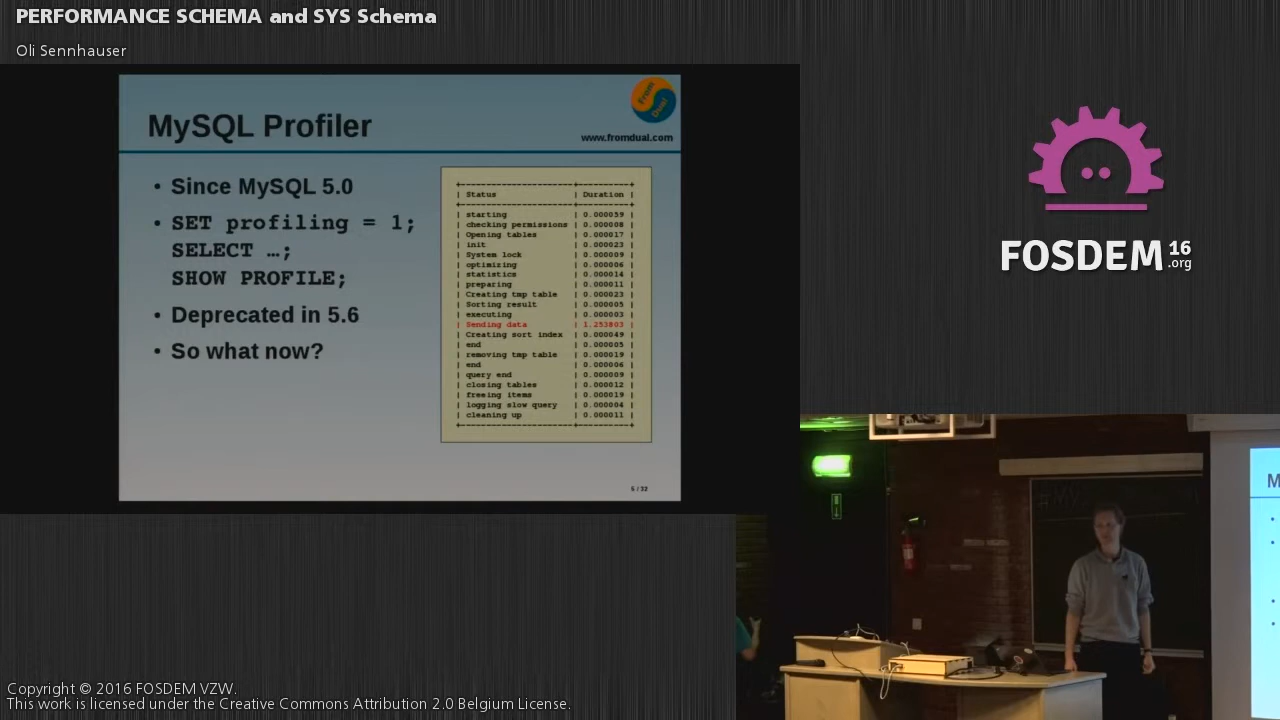 PERFORMANCE SCHEMA and SYS Schema
Oli Sennhauser
From
Dual
MySQL Profiler
www.fromdual.com
• Since MySQL 5.0
• SET profiling = 1;
SELECT …;
SHOW PROFILE;
• Deprecated in 5.6
• So what now?
| Status | Duration |
| starting | 0.000059 |
| checking permissions | 0.000008 |
| Opening tables | 0.000017 |
| init | 0.000023 |
| System lock | 0.000009 |
| optimizing | 0.000006 |
| statistics | 0.000014 |
| preparing | 0.000011 |
| Creating tmp table | 0.000023 |
| Sorting result | 0.000005 |
| executing | 0.000003 |
| Sending data | 1.253803 |
| Creating sort index | 0.000049 |
| end | 0.000005 |
| removing tmp table | 0.000019 |
| end | 0.000006 |
| query end | 0.000009 |
| closing tables | 0.000012 |
| freeing items | 0.000019 |
| logging slow query | 0.000004 |
| cleaning up | 0.000011 |
5 / 32
FOSDEM 16
.org
M
Copyright © 2016 FOSDEM VZW.
This work is licensed under the Creative Commons Attribution 2.0 Belgium License.